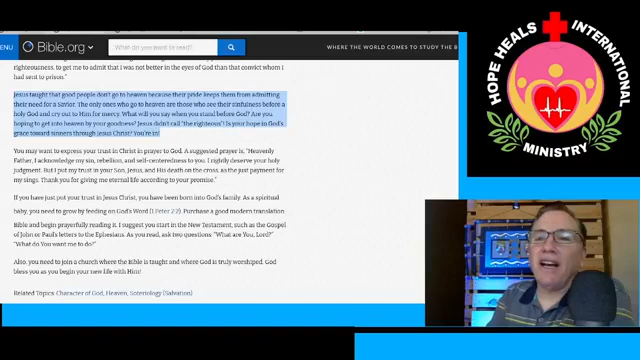 MENU
Bible.org
What do you want to read?
WHERE THE WORLD COMES TO STUDY THE B
religiousness, to get me to admit that I was not better in the eyes of God than that convict whom I
had sent to prison."
Jesus taught that good people don't go to heaven because their pride keeps them from admitting
their need for a Savior. The only ones who go to heaven are those who see their sinfulness before a
holy God and cry out to Him for mercy. What will you say when you stand before God? Are you
hoping to get into heaven by your goodness? Jesus didn't call "the righteous"! Is your hope in God's
grace toward sinners through Jesus Christ? You're in!
You may want to express your trust in Christ in prayer to God. A suggested prayer is, "Heavenly
Father, I acknowledge my sin, rebellion, and self-centeredness to you. I rightly deserve your holy
judgment. But I put my trust in your Son, Jesus, and His death on the cross, as the just payment for
my sings. Thank you for giving me eternal life according to your promise."
If you have just put your trust in Jesus Christ, you have been born into God's family. As a spiritual
baby, you need to grow by feeding on God's Word (1 Peter 2:2). Purchase a good modern translation
Bible and begin prayerfully reading it. I suggest you start in the New Testament, such as the Gospel
of John or Paul's letters to the Ephesians. As you read, ask two questions: "What are You, Lord?"
"What do You want me to do?"
Also, you need to join a church where the Bible is taught and where God is truly worshiped. God
bless you as you begin your new life with Him!
Related Topics: Character of God, Heaven, Soteriology (Salvation)
HOPE HEALS INTERNATIONAL
MINISTRY